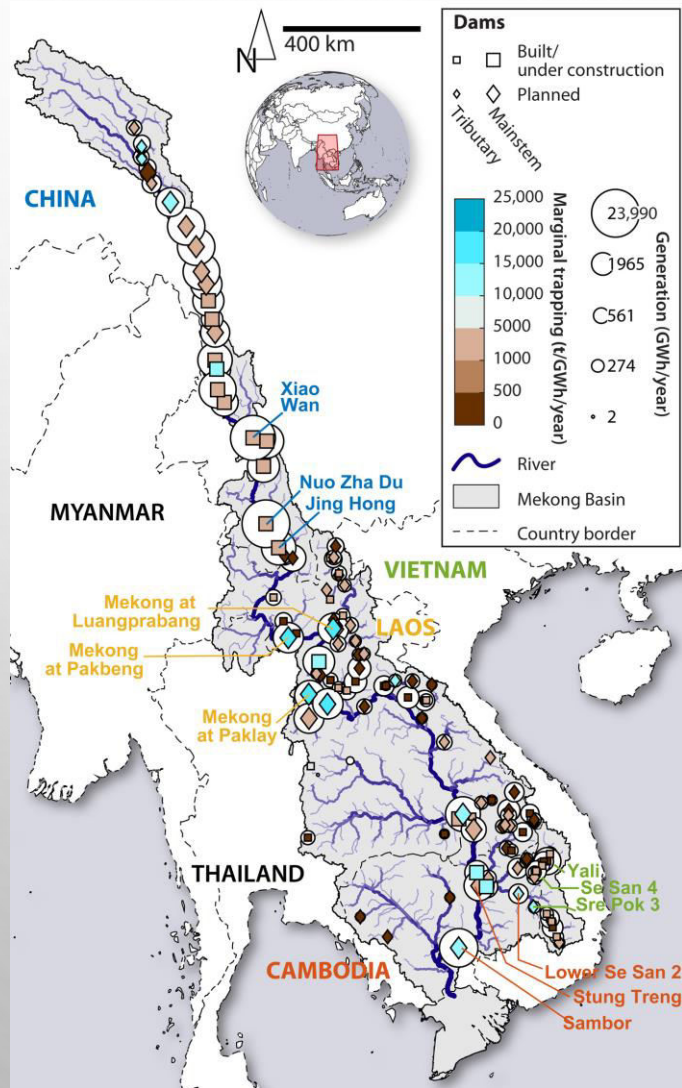 N
400 km
Dams
Built/
under construction
Planned
Tributary
Mainstem
25,000
20,000
15,000
10,000
5000
1000
500
0
Marginal trapping (t/GWh/year)
23,990
1965
561
274
2
Generation (GWh/year)
River
Mekong Basin
Country border
CHINA
Xiao
Wan
Nuo Zha Du
Jing Hong
MYANMAR
VIETNAM
Mekong at
Luangprabang
LAOS
Mekong
at Pakbeng
Mekong
at Paklay
THAILAND
Yali
Se San 4
Sre Pok 3
CAMBODIA
Lower Se San 2
Stung Treng
Sambor